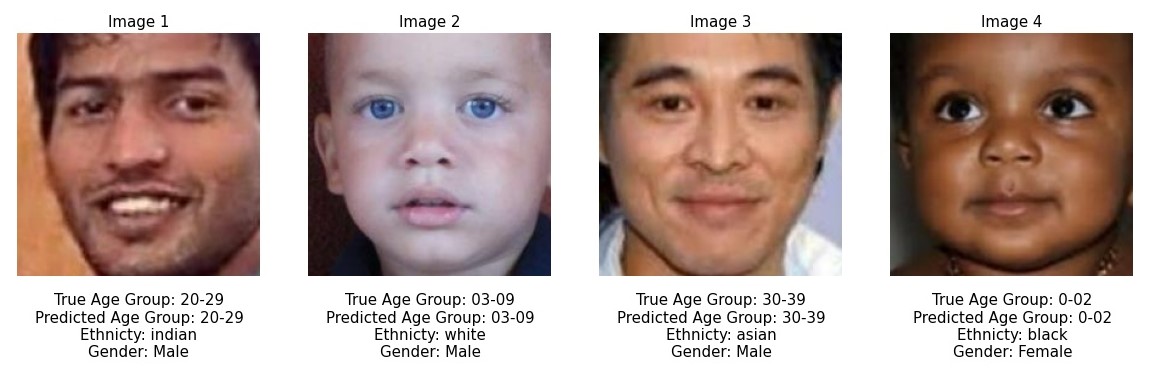 Image 1
Image 2
Image 3
Image 4
True Age Group: 20-29
Predicted Age Group: 20-29
Ethnicty: indian
Gender: Male
True Age Group: 03-09
Predicted Age Group: 03-09
Ethnicty: white
Gender: Male
True Age Group: 30-39
Predicted Age Group: 30-39
Ethnicty: asian
Gender: Male
True Age Group: 0-02
Predicted Age Group: 0-02
Ethnicty: black
Gender: Female